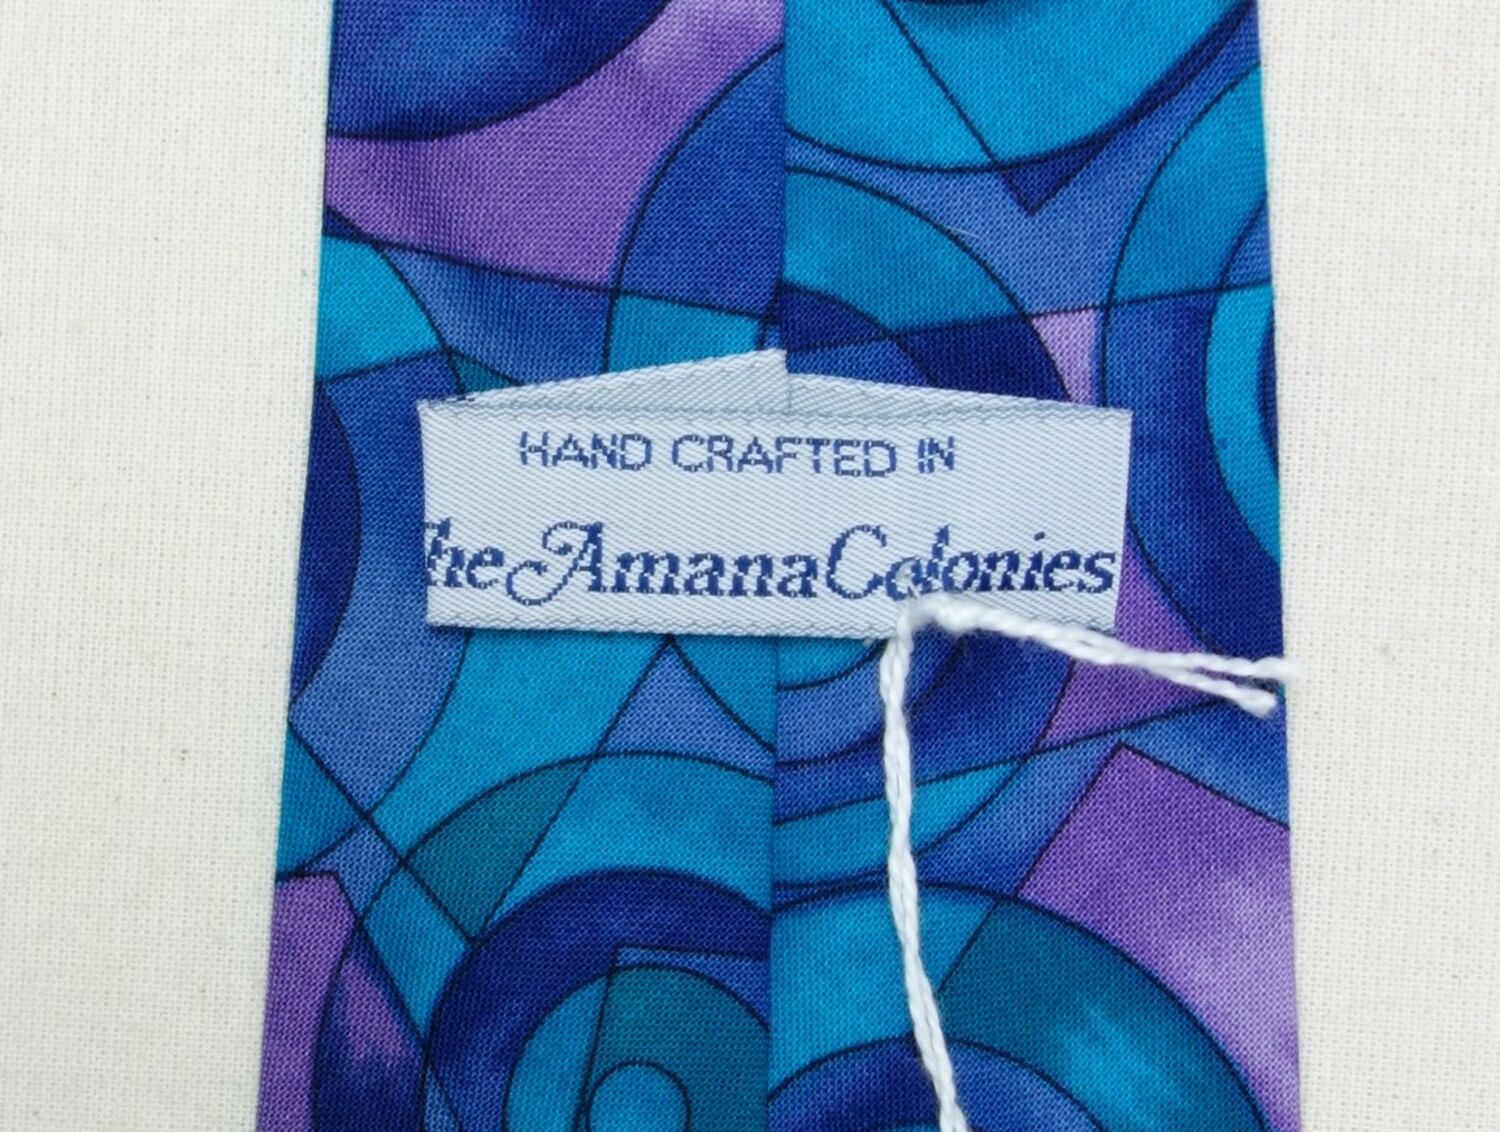 HAND CRAFTED IN
The Amana Colonies